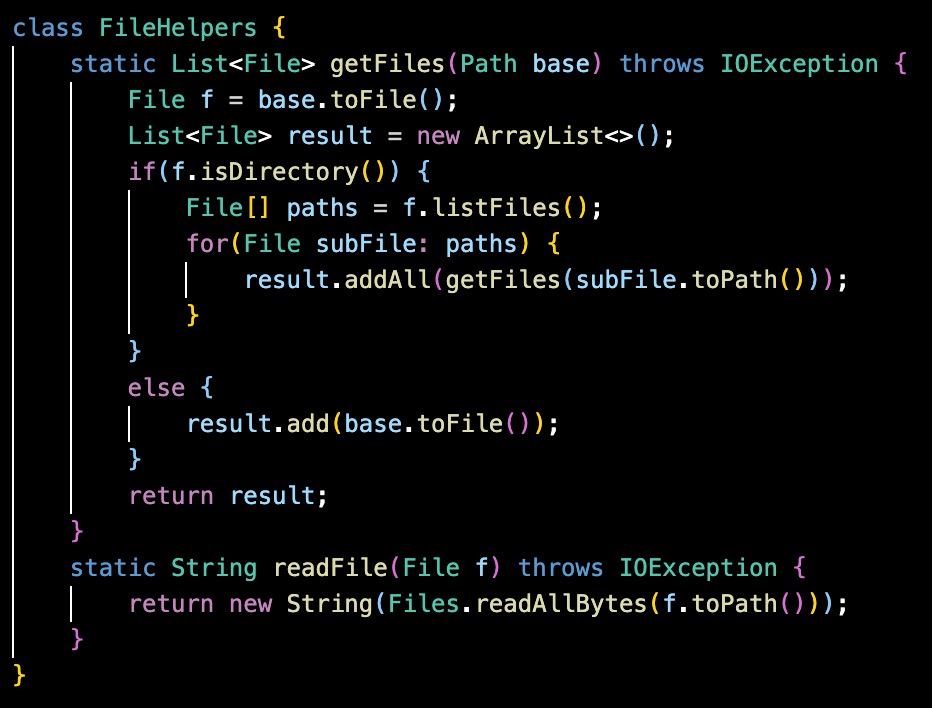 class FileHelpers {
    static List<File> getFiles(Path base) throws IOException {
        File f = base.toFile();
        List<File> result = new ArrayList<>();
        if(f.isDirectory()) {
            File[] paths = f.listFiles();
            for(File subFile: paths) {
                result.addAll(getFiles(subFile.toPath()));
            }
        }
        else {
            result.add(base.toFile());
        }
        return result;
    }
    static String readFile(File f) throws IOException {
        return new String(Files.readAllBytes(f.toPath()));
    }
}